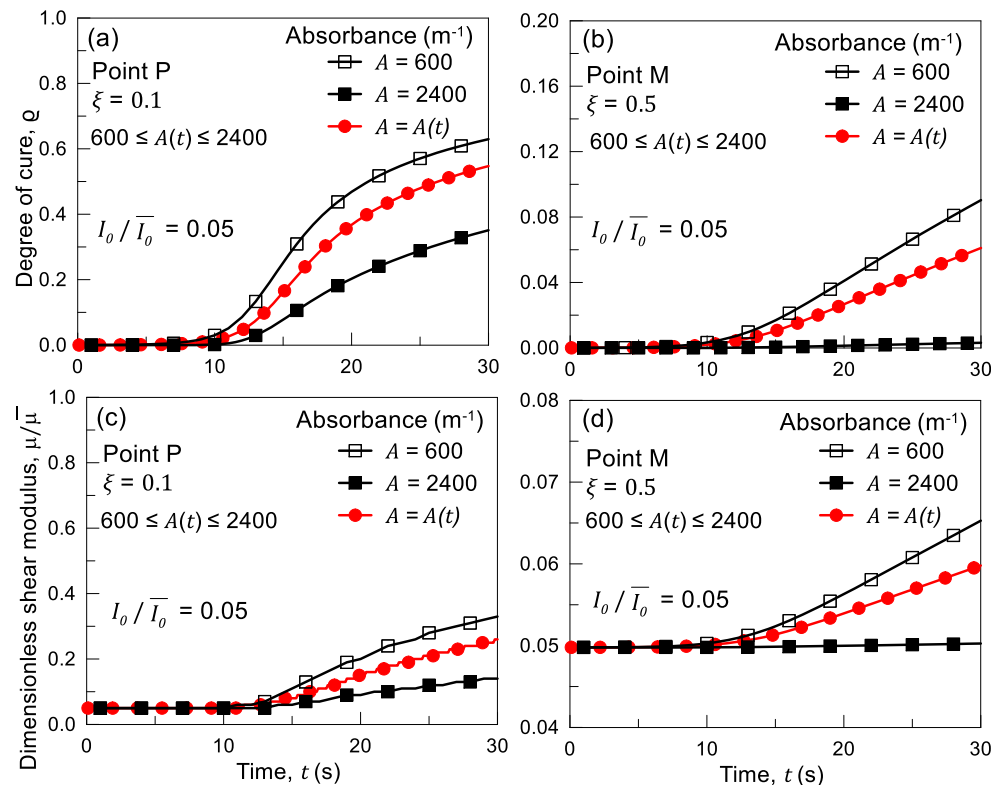 (a)
Absorbance (m⁻¹)
Point P
A = 600
ξ = 0.1
A = 2400
600 ≤ A(t) ≤ 2400
A = A(t)
I₀ / I̅₀ = 0.05
Degree of cure, ϱ
1.0
0.8
0.6
0.4
0.2
0.0
0 10 20 30
(b)
Absorbance (m⁻¹)
Point M
A = 600
ξ = 0.5
A = 2400
600 ≤ A(t) ≤ 2400
A = A(t)
I₀ / I̅₀ = 0.05
0.20
0.16
0.12
0.08
0.04
0.00
0 10 20 30
(c)
Absorbance (m⁻¹)
Point P
A = 600
ξ = 0.1
A = 2400
600 ≤ A(t) ≤ 2400
A = A(t)
I₀ / I̅₀ = 0.05
Dimensionless shear modulus, μ/μ̅
1.0
0.8
0.6
0.4
0.2
0.0
0 10 20 30
Time, t (s)
(d)
Absorbance (m⁻¹)
Point M
A = 600
ξ = 0.5
A = 2400
600 ≤ A(t) ≤ 2400
A = A(t)
I₀ / I̅₀ = 0.05
0.08
0.07
0.06
0.05
0.04
0 10 20 30
Time, t (s)